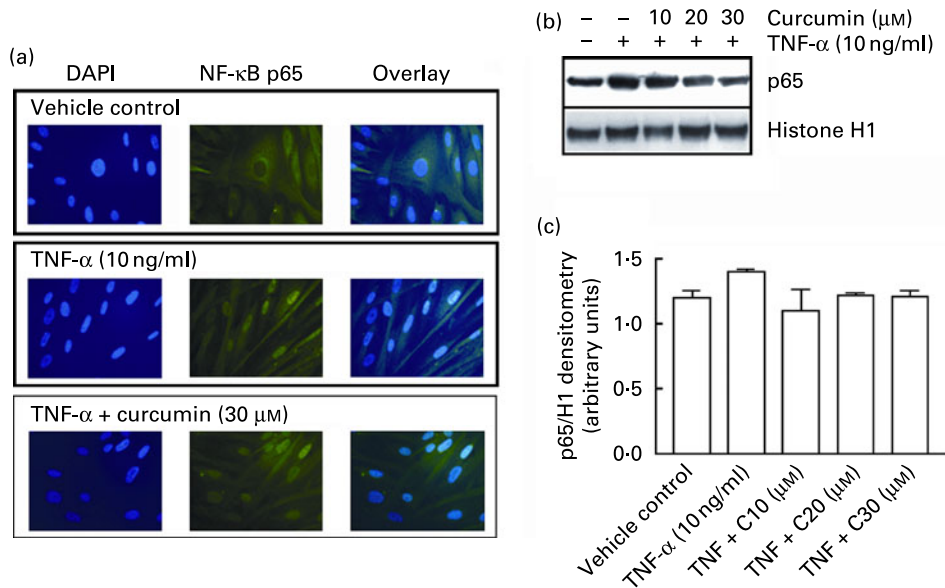 (a)
DAPI NF-κB p65 Overlay
Vehicle control
TNF-α (10 ng/ml)
TNF-α + curcumin (30 μM)
(b)
– – 10 20 30 Curcumin (μM)
– + + + + TNF-α (10 ng/ml)
p65
Histone H1
(c)
p65/H1 densitometry
(arbitrary units)
1·5
1·0
0·5
0·0
Vehicle control
TNF-α (10 ng/ml)
TNF + C10 (μM)
TNF + C20 (μM)
TNF + C30 (μM)